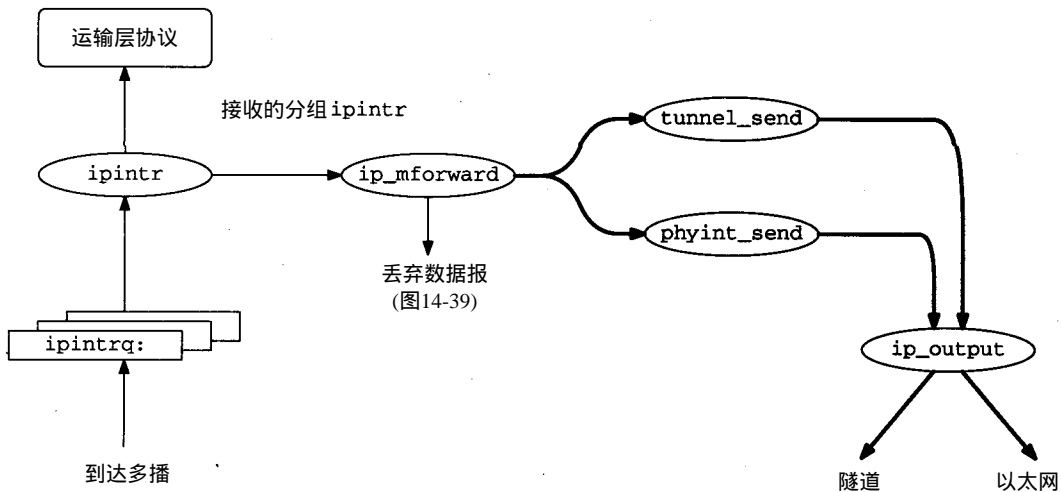 运输层协议
接收的分组ipintr
tunnel_send
ipintr
ip_mforward
phyint_send
丢弃数据报
(图14-39)
ipintrq:
ip_output
到达多播
隧道
以太网